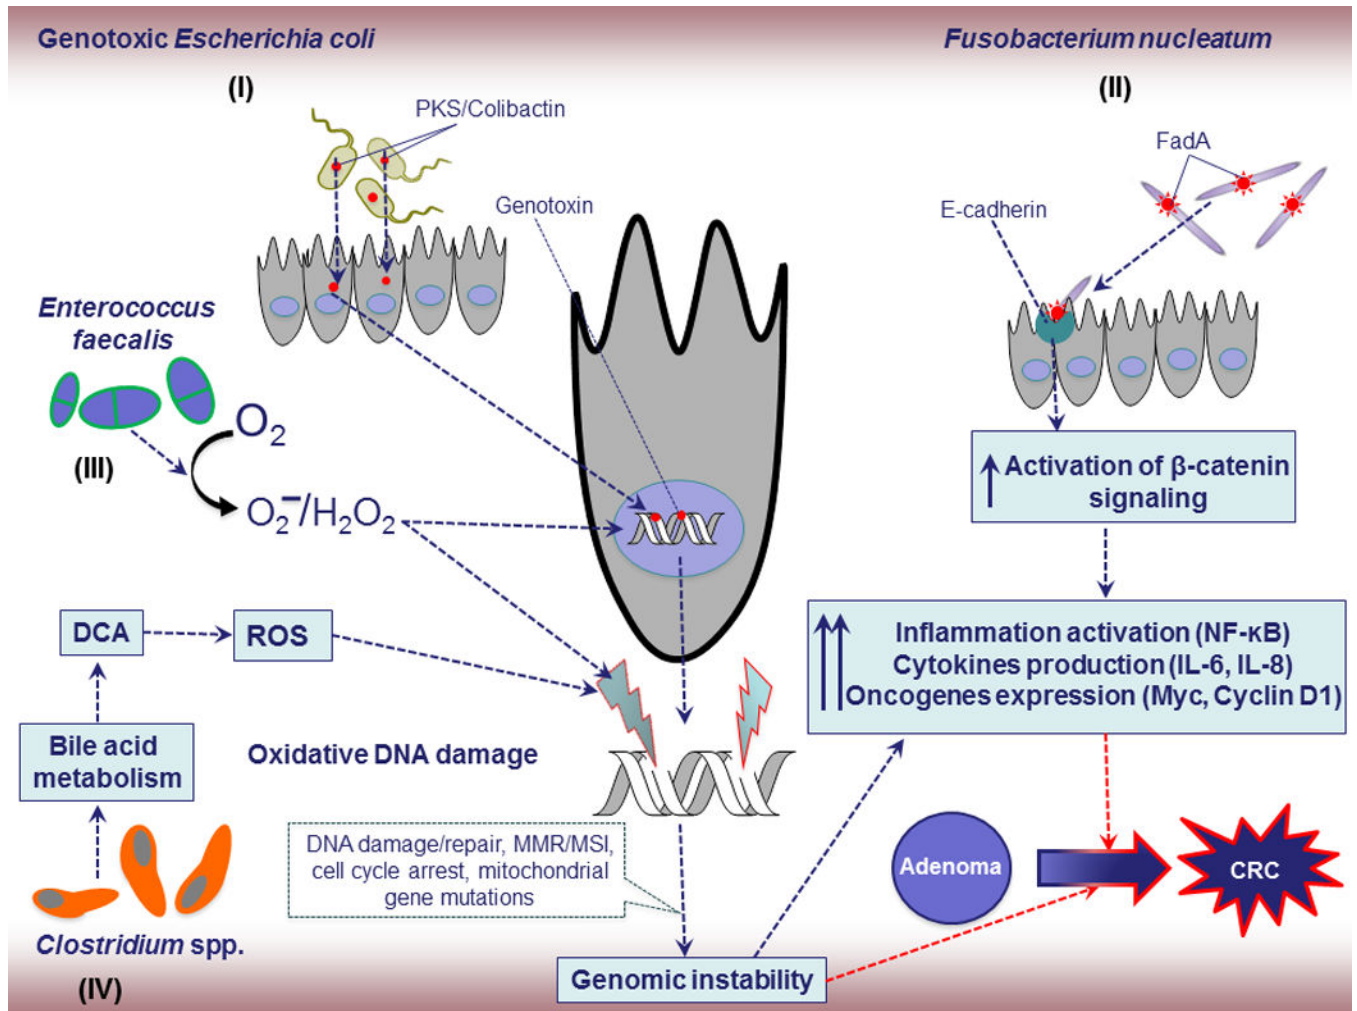 Genotoxic Escherichia coli
(I)
PKS/Colibactin
Genotoxin
Fusobacterium nucleatum
(II)
FadA
E-cadherin
Enterococcus
faecalis
(III)
O₂
O₂⁻/H₂O₂
Activation of β-catenin
signaling
DCA
ROS
Inflammation activation (NF-κB)
Cytokines production (IL-6, IL-8)
Oncogenes expression (Myc, Cyclin D1)
Bile acid
metabolism
Oxidative DNA damage
DNA damage/repair, MMR/MSI,
cell cycle arrest, mitochondrial
gene mutations
Adenoma
CRC
Clostridium spp.
(IV)
Genomic instability